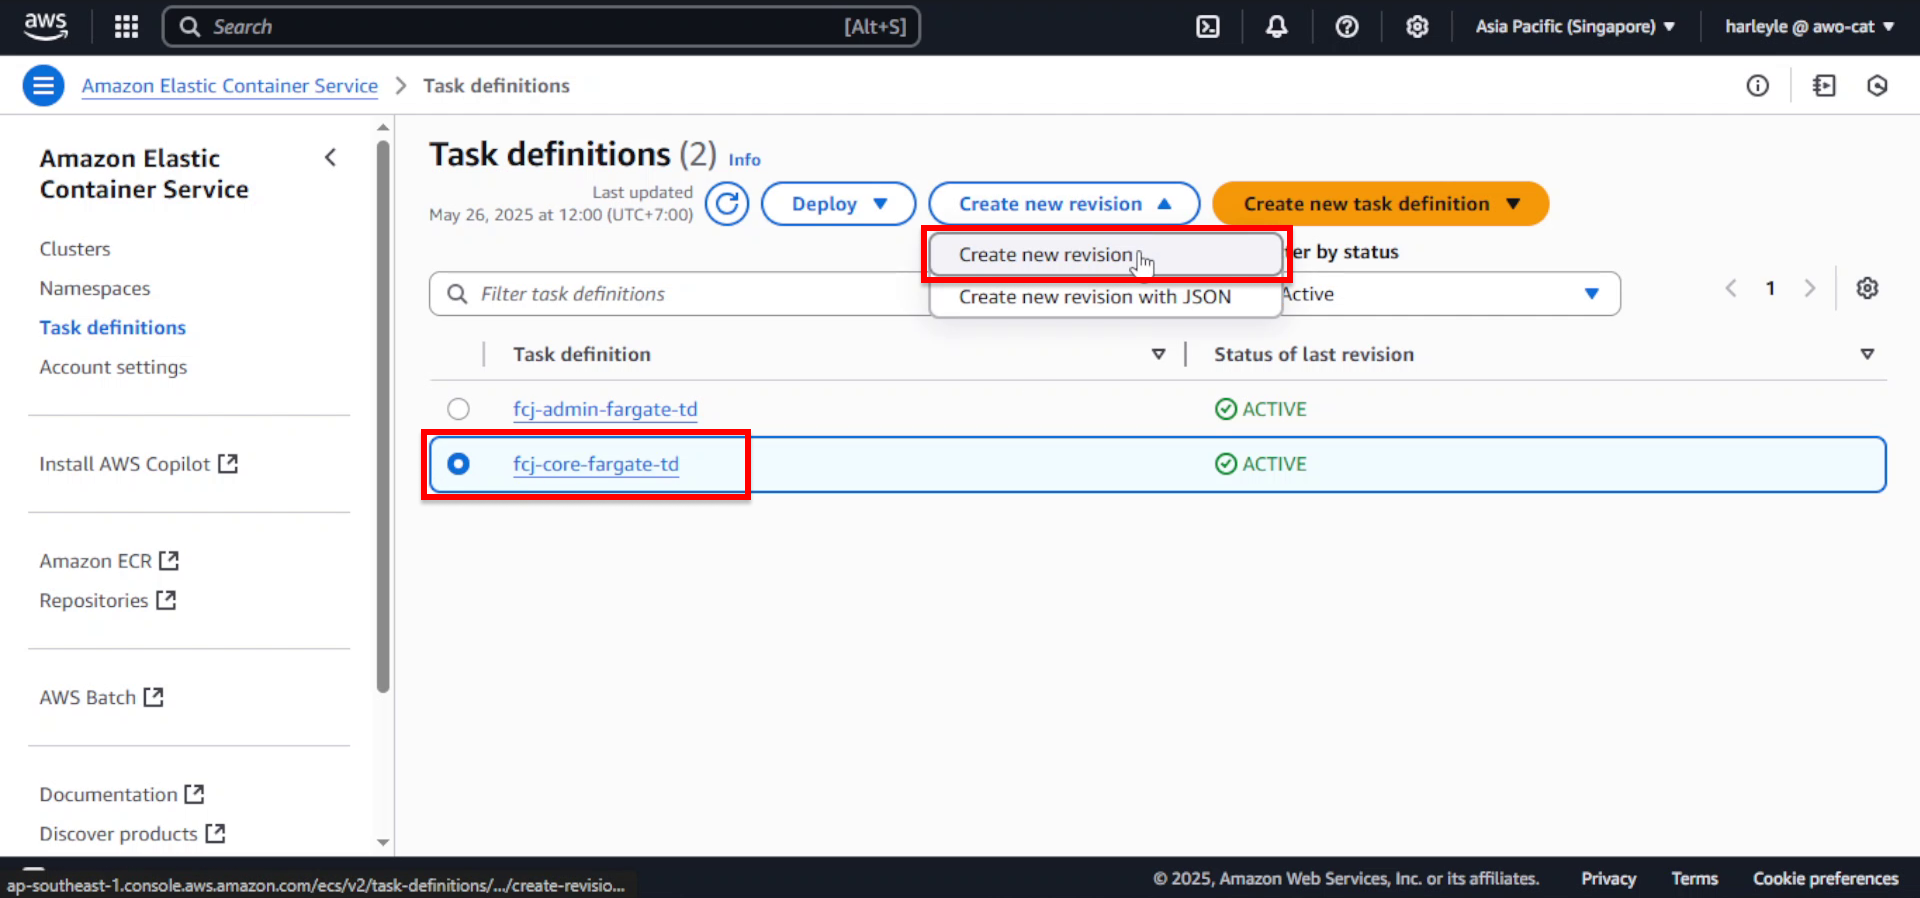 aws
Search
[Alt+S]
Asia Pacific (Singapore)
harleyle @ awo-cat
Amazon Elastic Container Service
Task definitions
Amazon Elastic
Container Service
Clusters
Namespaces
Task definitions
Account settings
Install AWS Copilot
Amazon ECR
Repositories
AWS Batch
Documentation
Discover products
Task definitions (2) Info
Last updated
May 26, 2025 at 12:00 (UTC+7:00)
Deploy
Create new revision
Create new task definition
Create new revision
Create new revision with JSON
er by status
Filter task definitions
Active
1
Task definition
Status of last revision
fcj-admin-fargate-td
ACTIVE
fcj-core-fargate-td
ACTIVE
ap-southeast-1.console.aws.amazon.com/ecs/v2/task-definitions/.../create-revisio...
© 2025, Amazon Web Services, Inc. or its affiliates.
Privacy
Terms
Cookie preferences